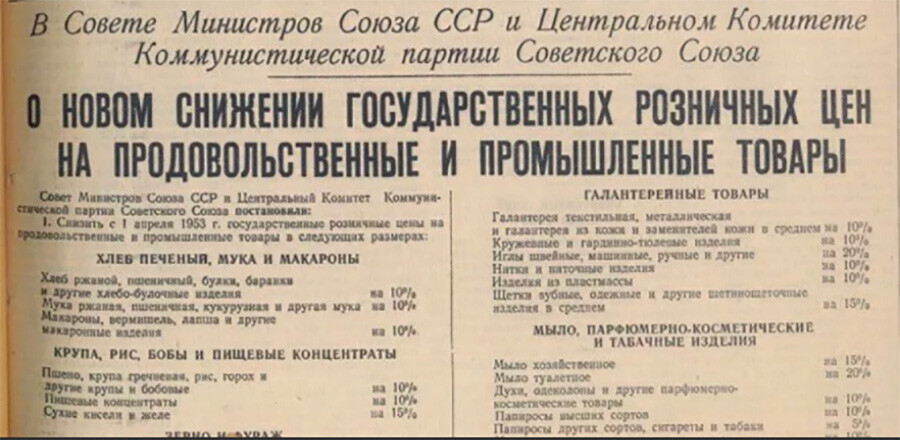 В Совете Министров Союза ССР и Центральном Комитете
Коммунистической партии Советского Союза
О НОВОМ СНИЖЕНИИ ГОСУДАРСТВЕННЫХ РОЗНИЧНЫХ ЦЕН
НА ПРОДОВОЛЬСТВЕННЫЕ И ПРОМЫШЛЕННЫЕ ТОВАРЫ
Совет Министров Союза ССР и Центральный Комитет Коммуни-
стической партии Советского Союза постановили:
1. Снизить с 1 апреля 1953 г. государственные розничные цены на
продовольственные и промышленные товары в следующих размерах:
ХЛЕБ ПЕЧЕНЫЙ, МУКА И МАКАРОНЫ
Хлеб ржаной, пшеничный, булки, баранки
и другие хлебо-булочные изделия на 10%
Мука ржаная, пшеничная, кукурузная и другая мука на 10%
Макароны, вермишель, лапша и другие
макаронные изделия на 10%
КРУПА, РИС, БОБЫ И ПИЩЕВЫЕ КОНЦЕНТРАТЫ
Пшено, крупа гречневая, рис, горох и
другие крупы и бобовые на 10%
Пищевые концентраты на 10%
Сухие кисели и желе на 15%
ЗЕРНО И ФУРАЖ
ГАЛАНТЕРЕЙНЫЕ ТОВАРЫ
Галантерея текстильная, металлическая
и галантерея из кожи и заменителей кожи в среднем на 10%
Кружевные и гардинно-тюлевые изделия на 10%
Иглы швейные, машинные, ручные и другие на 20%
Нитки и ниточные изделия на 10%
Изделия из пластмассы на 10%
Щетки зубные, одежные и другие щетинощеточные
изделия в среднем на 15%
МЫЛО, ПАРФЮМЕРНО-КОСМЕТИЧЕСКИЕ
И ТАБАЧНЫЕ ИЗДЕЛИЯ
Мыло хозяйственное на 15%
Мыло туалетное на 20%
Духи, одеколоны и другие парфюмерно-
косметические товары на 10%
Папиросы высших сортов на 10%
Папиросы других сортов, сигареты и табаки на 5%